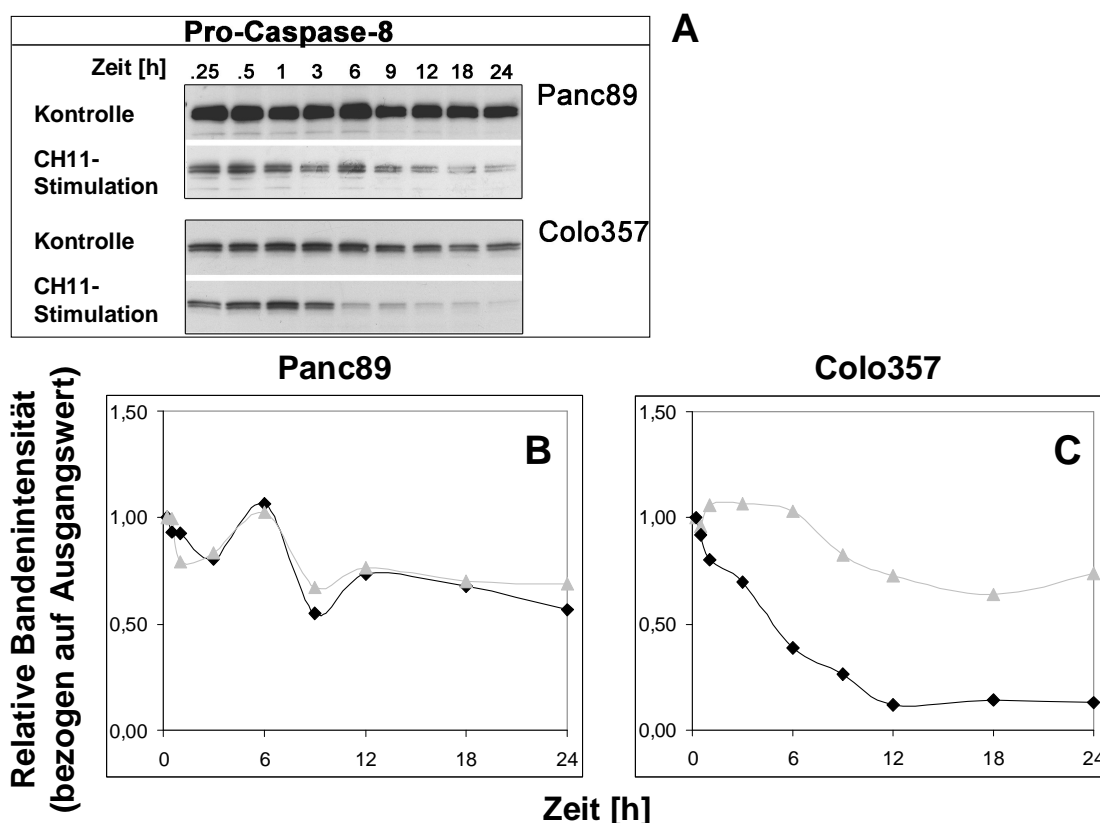 Pro-Caspase-8
A
Zeit [h] .25 .5 1 3 6 9 12 18 24
Panc89
Kontrolle
CH11-
Stimulation
Colo357
Kontrolle
CH11-
Stimulation
Panc89
Colo357
Relative Bandenintensität
(bezogen auf Ausgangswert)
1,50
1,00
0,50
0,00
0 6 12 18 24
B
1,50
1,00
0,50
0,00
0 6 12 18 24
C
Zeit [h]